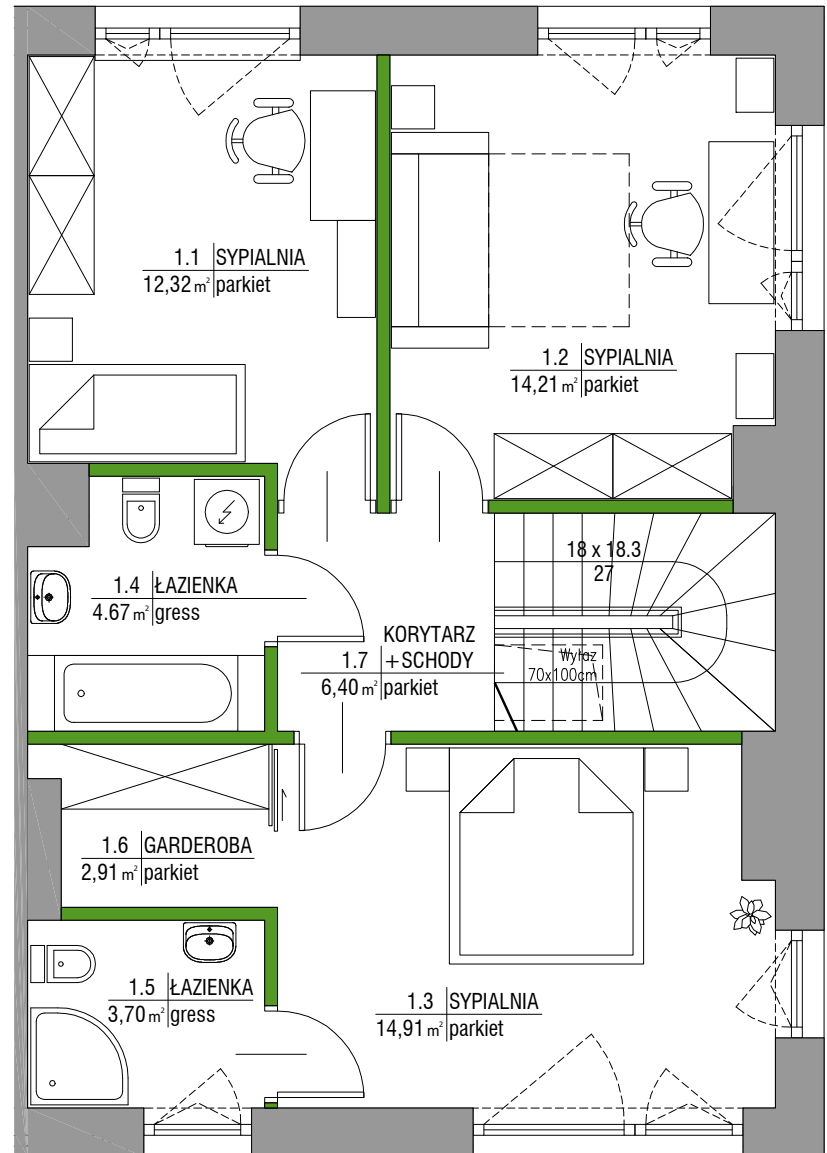 1.1 SYPIALNIA
12,32 m² parkiet
1.2 SYPIALNIA
14,21 m² parkiet
18 x 18.3
27
1.4 ŁAZIENKA
4.67 m² gress
KORYTARZ
1.7 +SCHODY
6,40 m² parkiet
Wyłaz
70x100cm
1.6 GARDEROBA
2,91 m² parkiet
1.5 ŁAZIENKA
3,70 m² gress
1.3 SYPIALNIA
14,91 m² parkiet